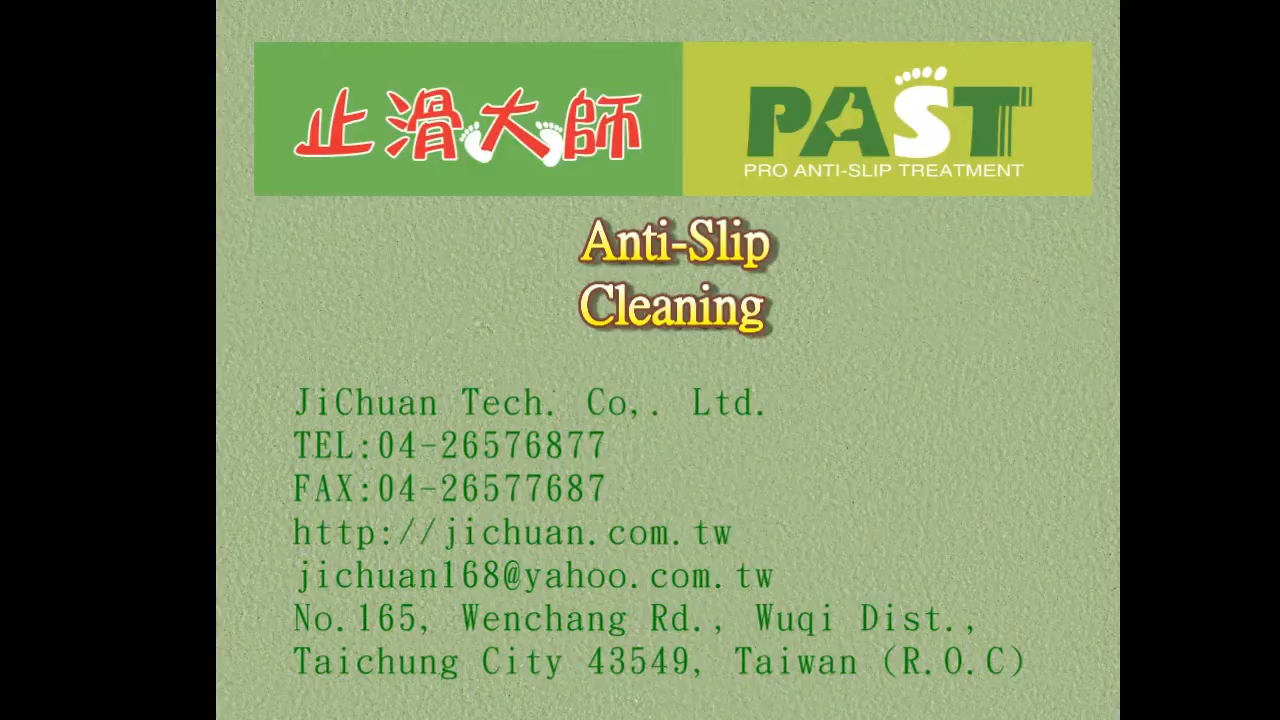 止滑大師
PAST
PRO ANTI-SLIP TREATMENT
Anti-Slip
Cleaning
JiChuan Tech. Co,. Ltd.
TEL:04-26576877
FAX:04-26577687
http://jichuan.com.tw
jichuan168@yahoo.com.tw
No.165, Wenchang Rd., Wuqi Dist.,
Taichung City 43549, Taiwan (R.O.C)